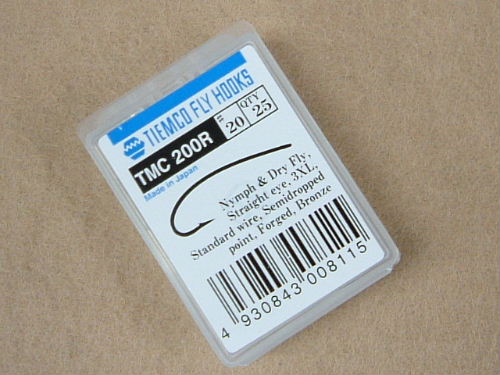 TIEMCO FLY HOOKS
TMC 200R
20
QTY
25
Made in Japan
Nymph & Dry Fly,
Straight eye, 3XL,
Standard wire, Semidropped
point, Forged, Bronze
4 930843 008115